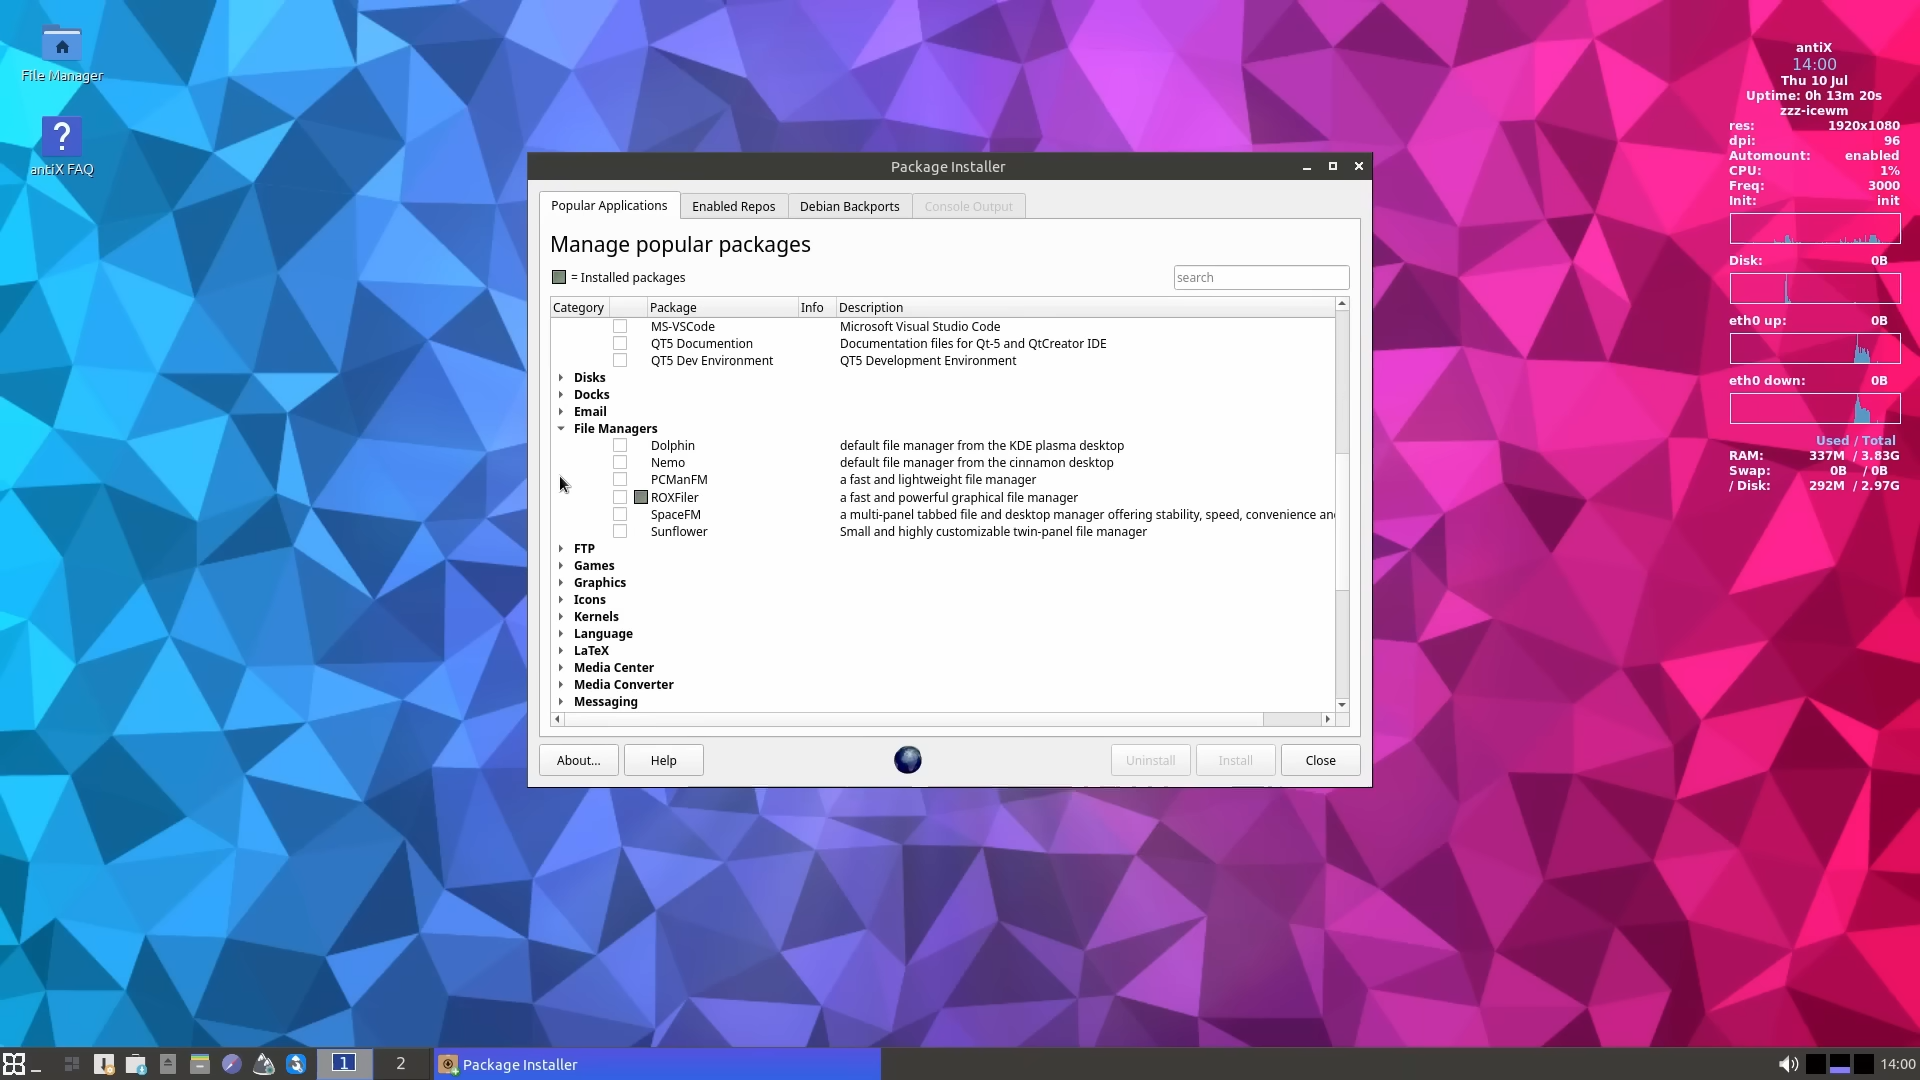 File Manager
?
antiX FAQ
antiX
14:00
Thu 10 Jul
Uptime: 0h 13m 20s
zzz-icewm
res: 1920x1080
dpi: 96
Automount: enabled
CPU: 1%
Freq: 3000
Init: init
Disk: 0B
eth0 up: 0B
eth0 down: 0B
Used / Total
RAM: 337M / 3.83G
Swap: 0B / 0B
/ Disk: 292M / 2.97G
Package Installer
Popular Applications Enabled Repos Debian Backports Console Output
Manage popular packages
= Installed packages search
Category Package Info Description
MS-VSCode Microsoft Visual Studio Code
QT5 Documention Documentation files for Qt-5 and QtCreator IDE
QT5 Dev Environment QT5 Development Environment
Disks
Docks
Email
File Managers
Dolphin default file manager from the KDE plasma desktop
Nemo default file manager from the cinnamon desktop
PCManFM a fast and lightweight file manager
ROXFiler a fast and powerful graphical file manager
SpaceFM a multi-panel tabbed file and desktop manager offering stability, speed, convenience an
Sunflower Small and highly customizable twin-panel file manager
FTP
Games
Graphics
Icons
Kernels
Language
LaTeX
Media Center
Media Converter
Messaging
About... Help Uninstall Install Close
1 2 Package Installer 14:00